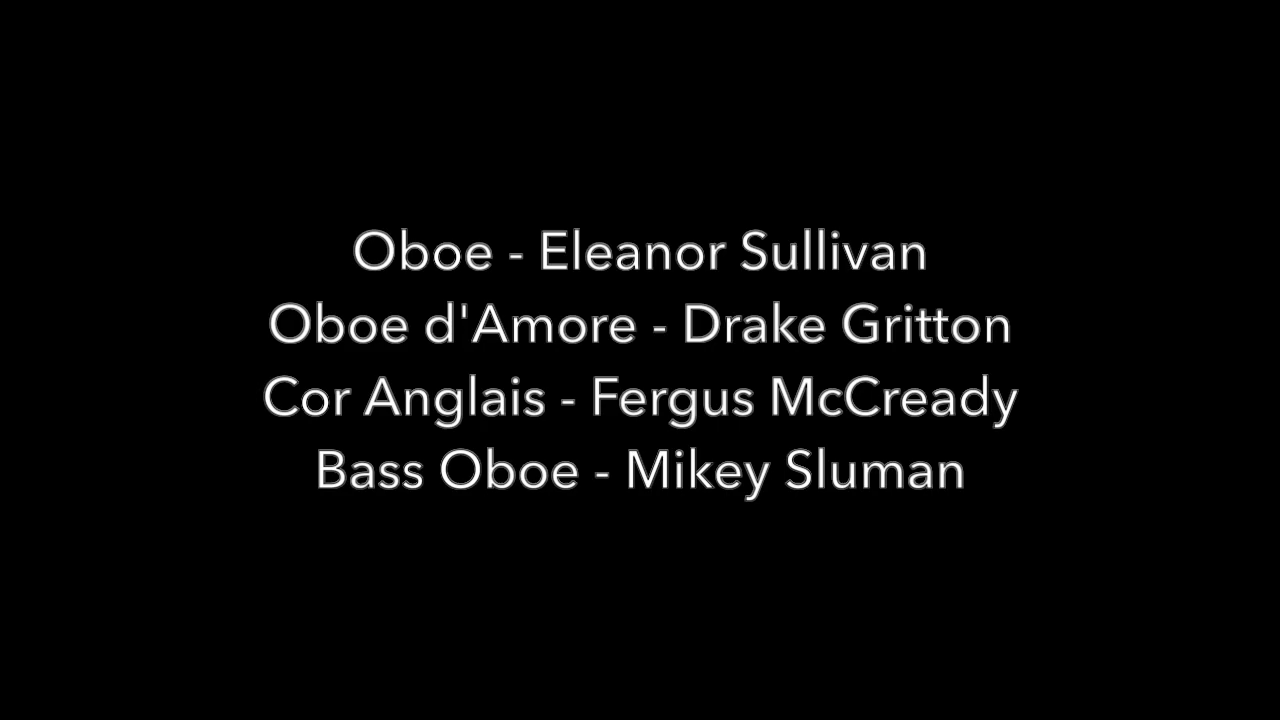 Oboe - Eleanor Sullivan
Oboe d'Amore - Drake Gritton
Cor Anglais - Fergus McCready
Bass Oboe - Mikey Sluman